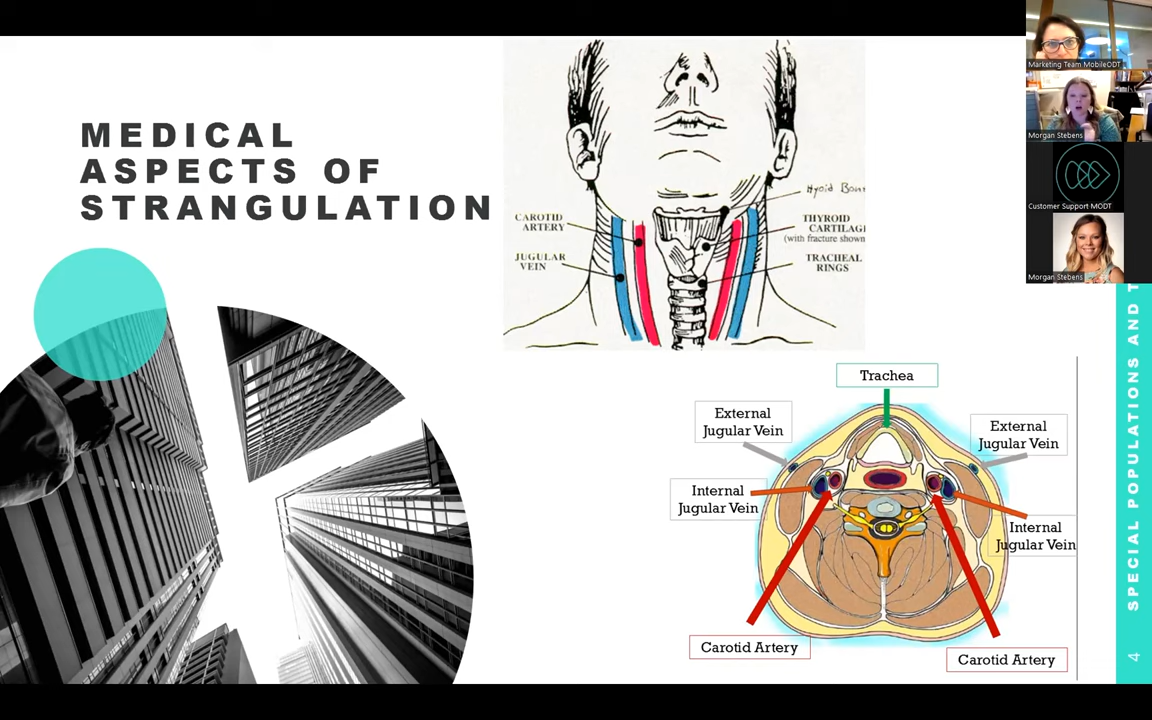 MEDICAL
ASPECTS OF
STRANGULATION
Hyoid Bon
CAROTID
ARTERY
THYROID
CARTILAG
(with fracture shown
JUGULAR
VEIN
TRACHEAL
RINGS
Trachea
External
Jugular Vein
External
Jugular Vein
Internal
Jugular Vein
Internal
Jugular Vein
Carotid Artery
Carotid Artery
Marketing Team MobileODT
Morgan Stebens
Customer Support MODT
Morgan Stebens
SPECIAL POPULATIONS AND T
4